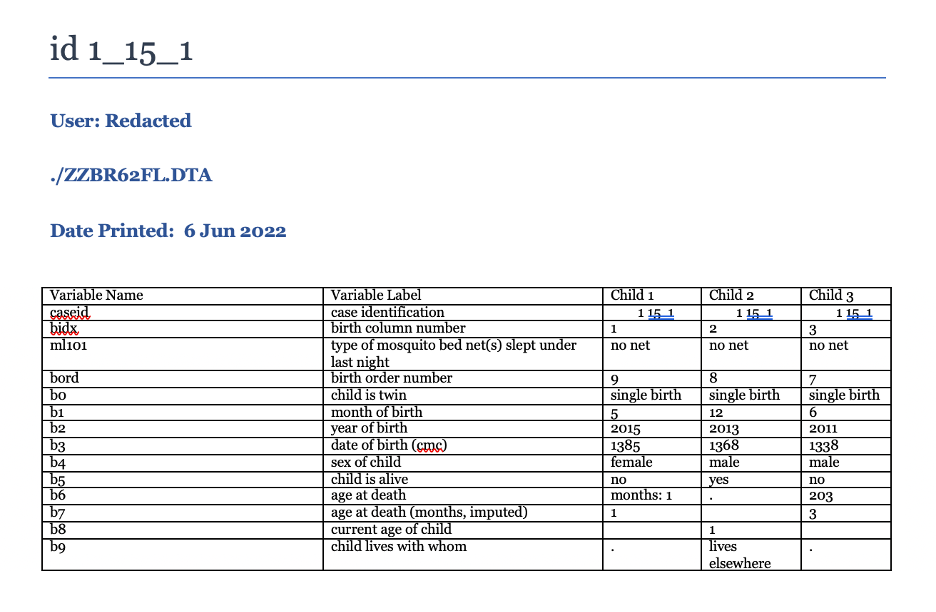 id 1_15_1
User: Redacted
./ZZBR62FL.DTA
Date Printed:  6 Jun 2022
Variable Name Variable Label Child 1 Child 2 Child 3
caseid case identification 1 15_1 1 15_1 1 15_1
bidx birth column number 1 2 3
ml101 type of mosquito bed net(s) slept under no net no net no net
last night
bord birth order number 9 8 7
b0 child is twin single birth single birth single birth
b1 month of birth 5 12 6
b2 year of birth 2015 2013 2011
b3 date of birth (cmc) 1385 1368 1338
b4 sex of child female male male
b5 child is alive no yes no
b6 age at death months: 1 . 203
b7 age at death (months, imputed) 1 3
b8 current age of child 1
b9 child lives with whom . lives .
elsewhere